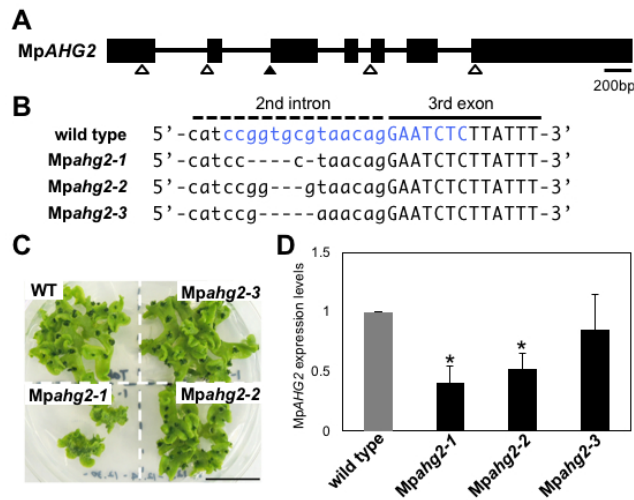 A
MpAHG2
200bp
B
2nd intron 3rd exon
wild type 5’-catccggtgcgtaacagGAATCTCTTATTT-3’
Mpahg2-1 5’-catcc----c-taacagGAATCTCTTATTT-3’
Mpahg2-2 5’-catccgg---gtaacagGAATCTCTTATTT-3’
Mpahg2-3 5’-catccg-----aaacagGAATCTCTTATTT-3’
C
WT Mpahg2-3
Mpahg2-1 Mpahg2-2
D
MpAHG2 expression levels
1.5
1
0.5
0
* *
wild type
Mpahg2-1
Mpahg2-2
Mpahg2-3